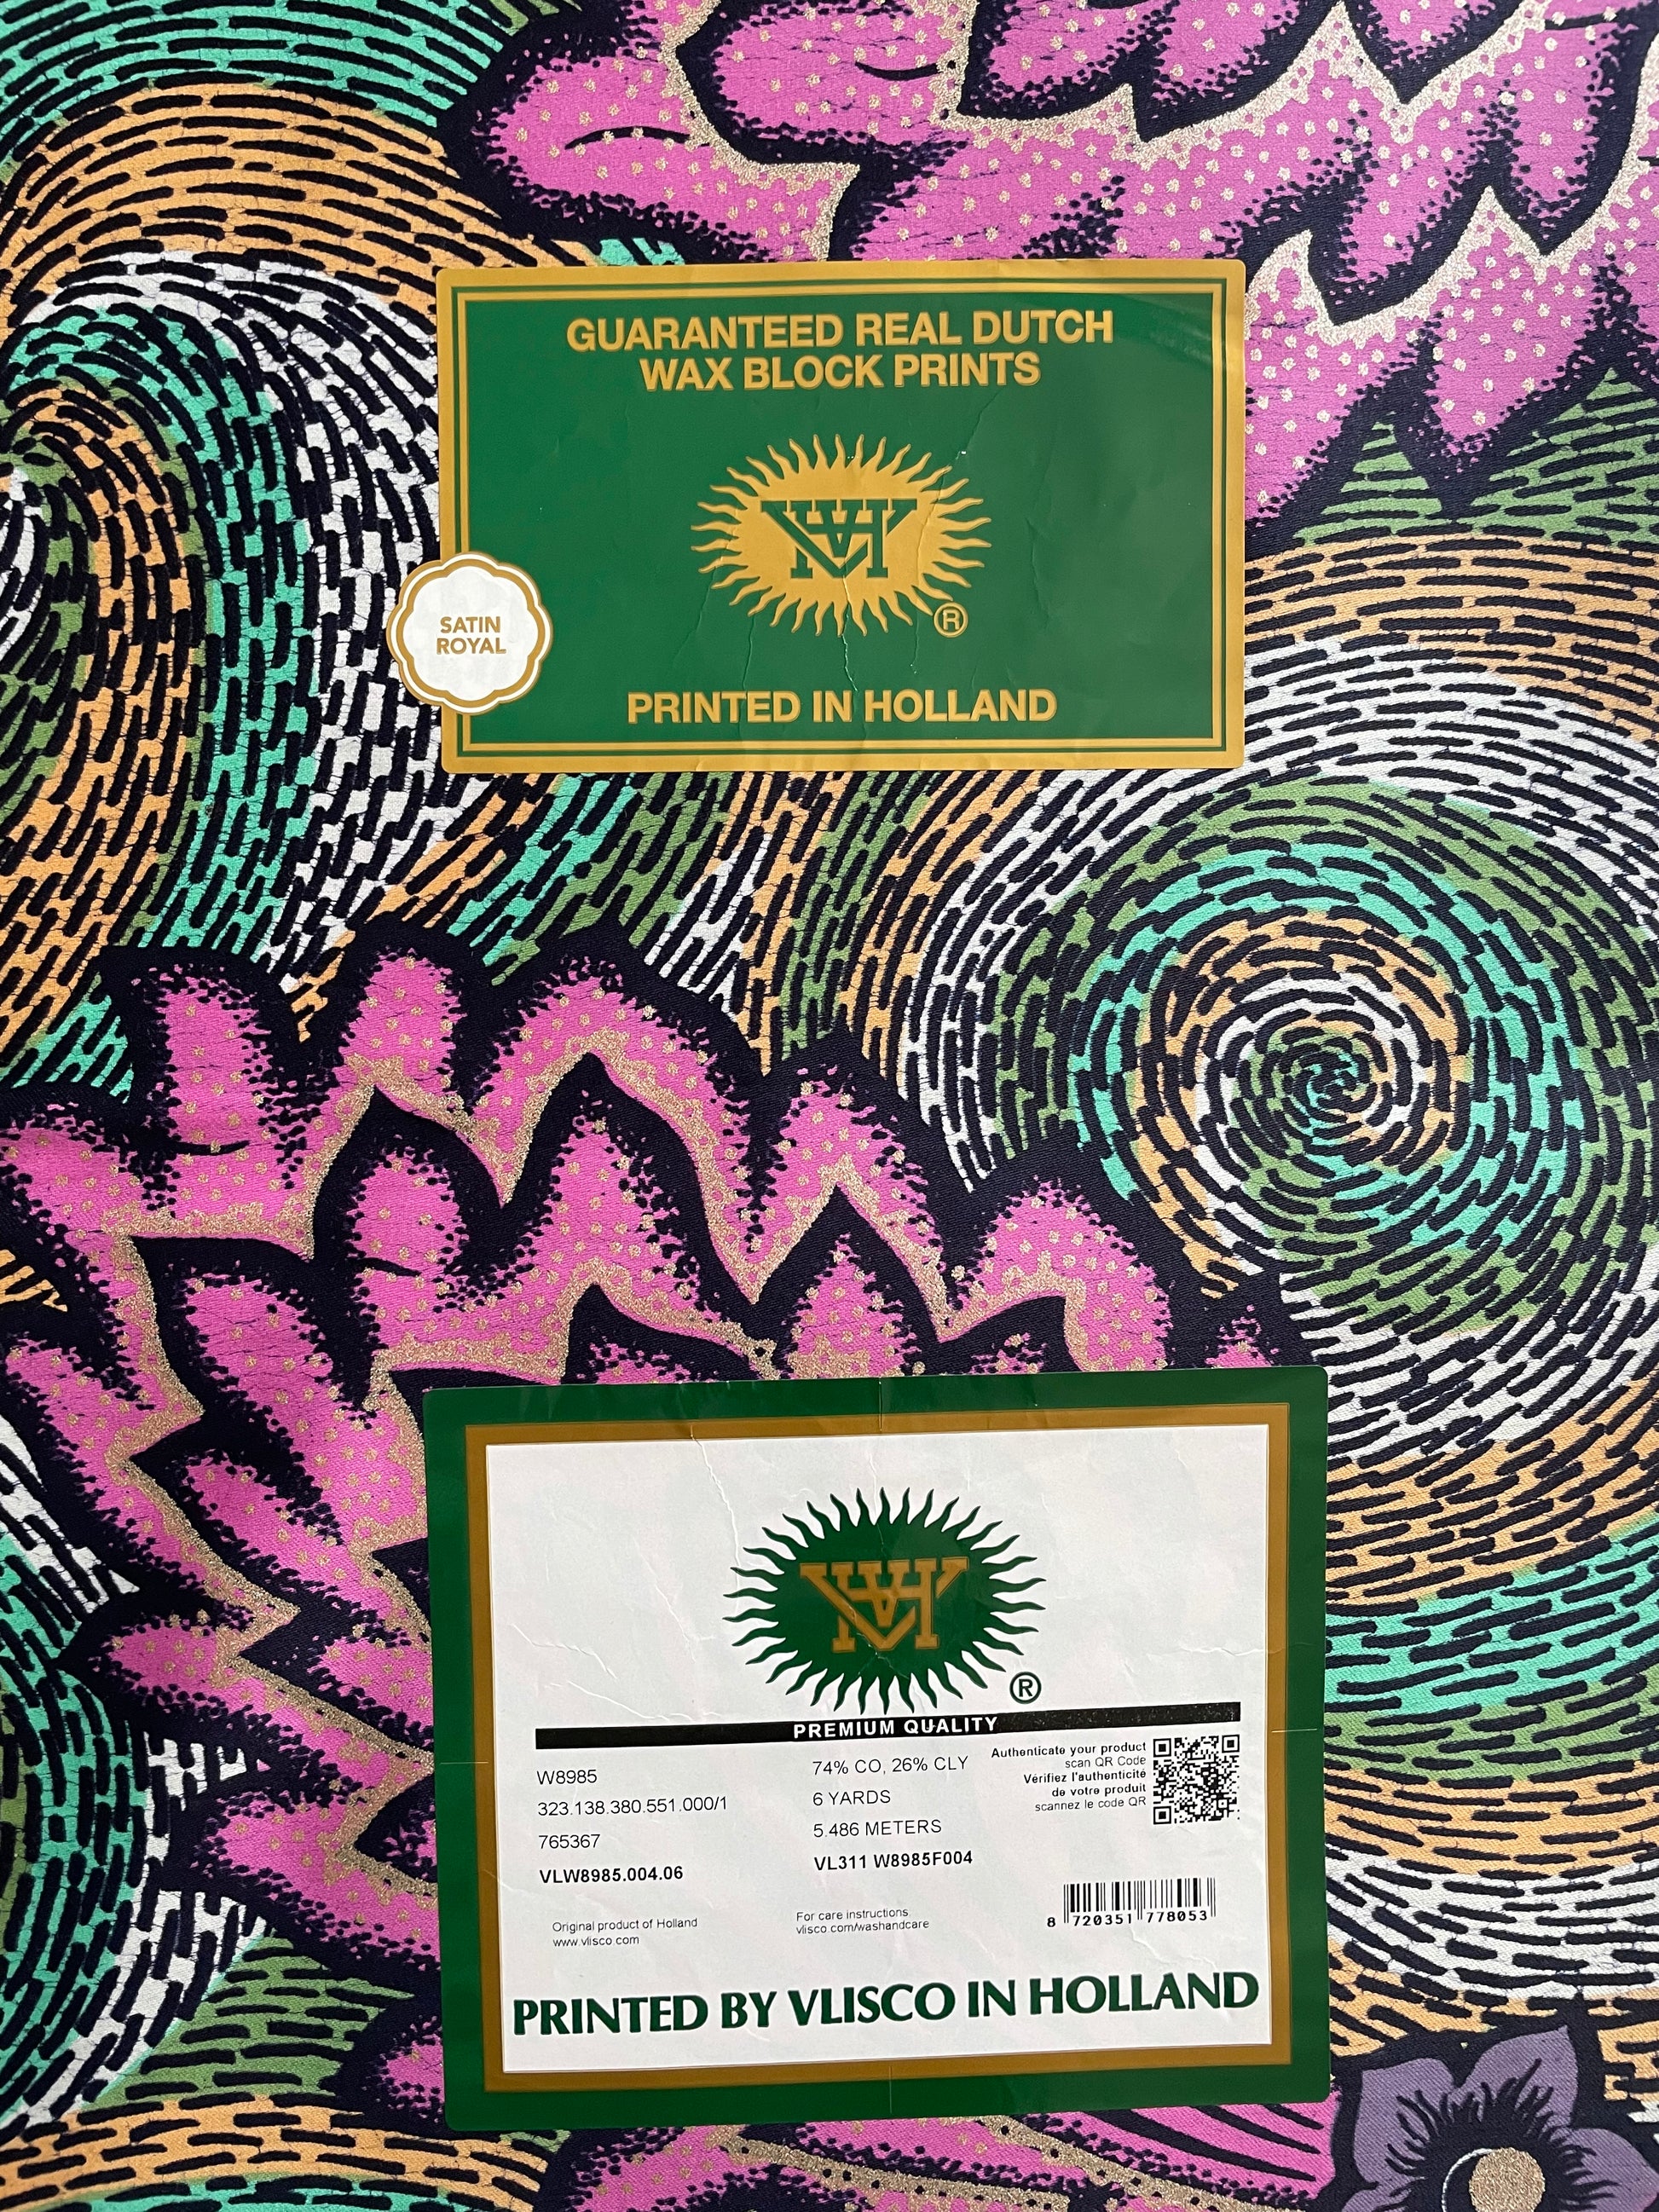 GUARANTEED REAL DUTCH
WAX BLOCK PRINTS
VH
®
SATIN
ROYAL
PRINTED IN HOLLAND
VH
®
PREMIUM QUALITY
W8985
323.138.380.551.000/1
765367
VLW8985.004.06
74% CO, 26% CLY
6 YARDS
5.486 METERS
VL311 W8985F004
Authenticate your product
scan QR Code
Vérifiez l'authenticité
de votre produit
scannez le code QR
8 720351 778053
Original product of Holland
www.vlisco.com
For care instructions
vlisco.com/washandcare
PRINTED BY VLISCO IN HOLLAND